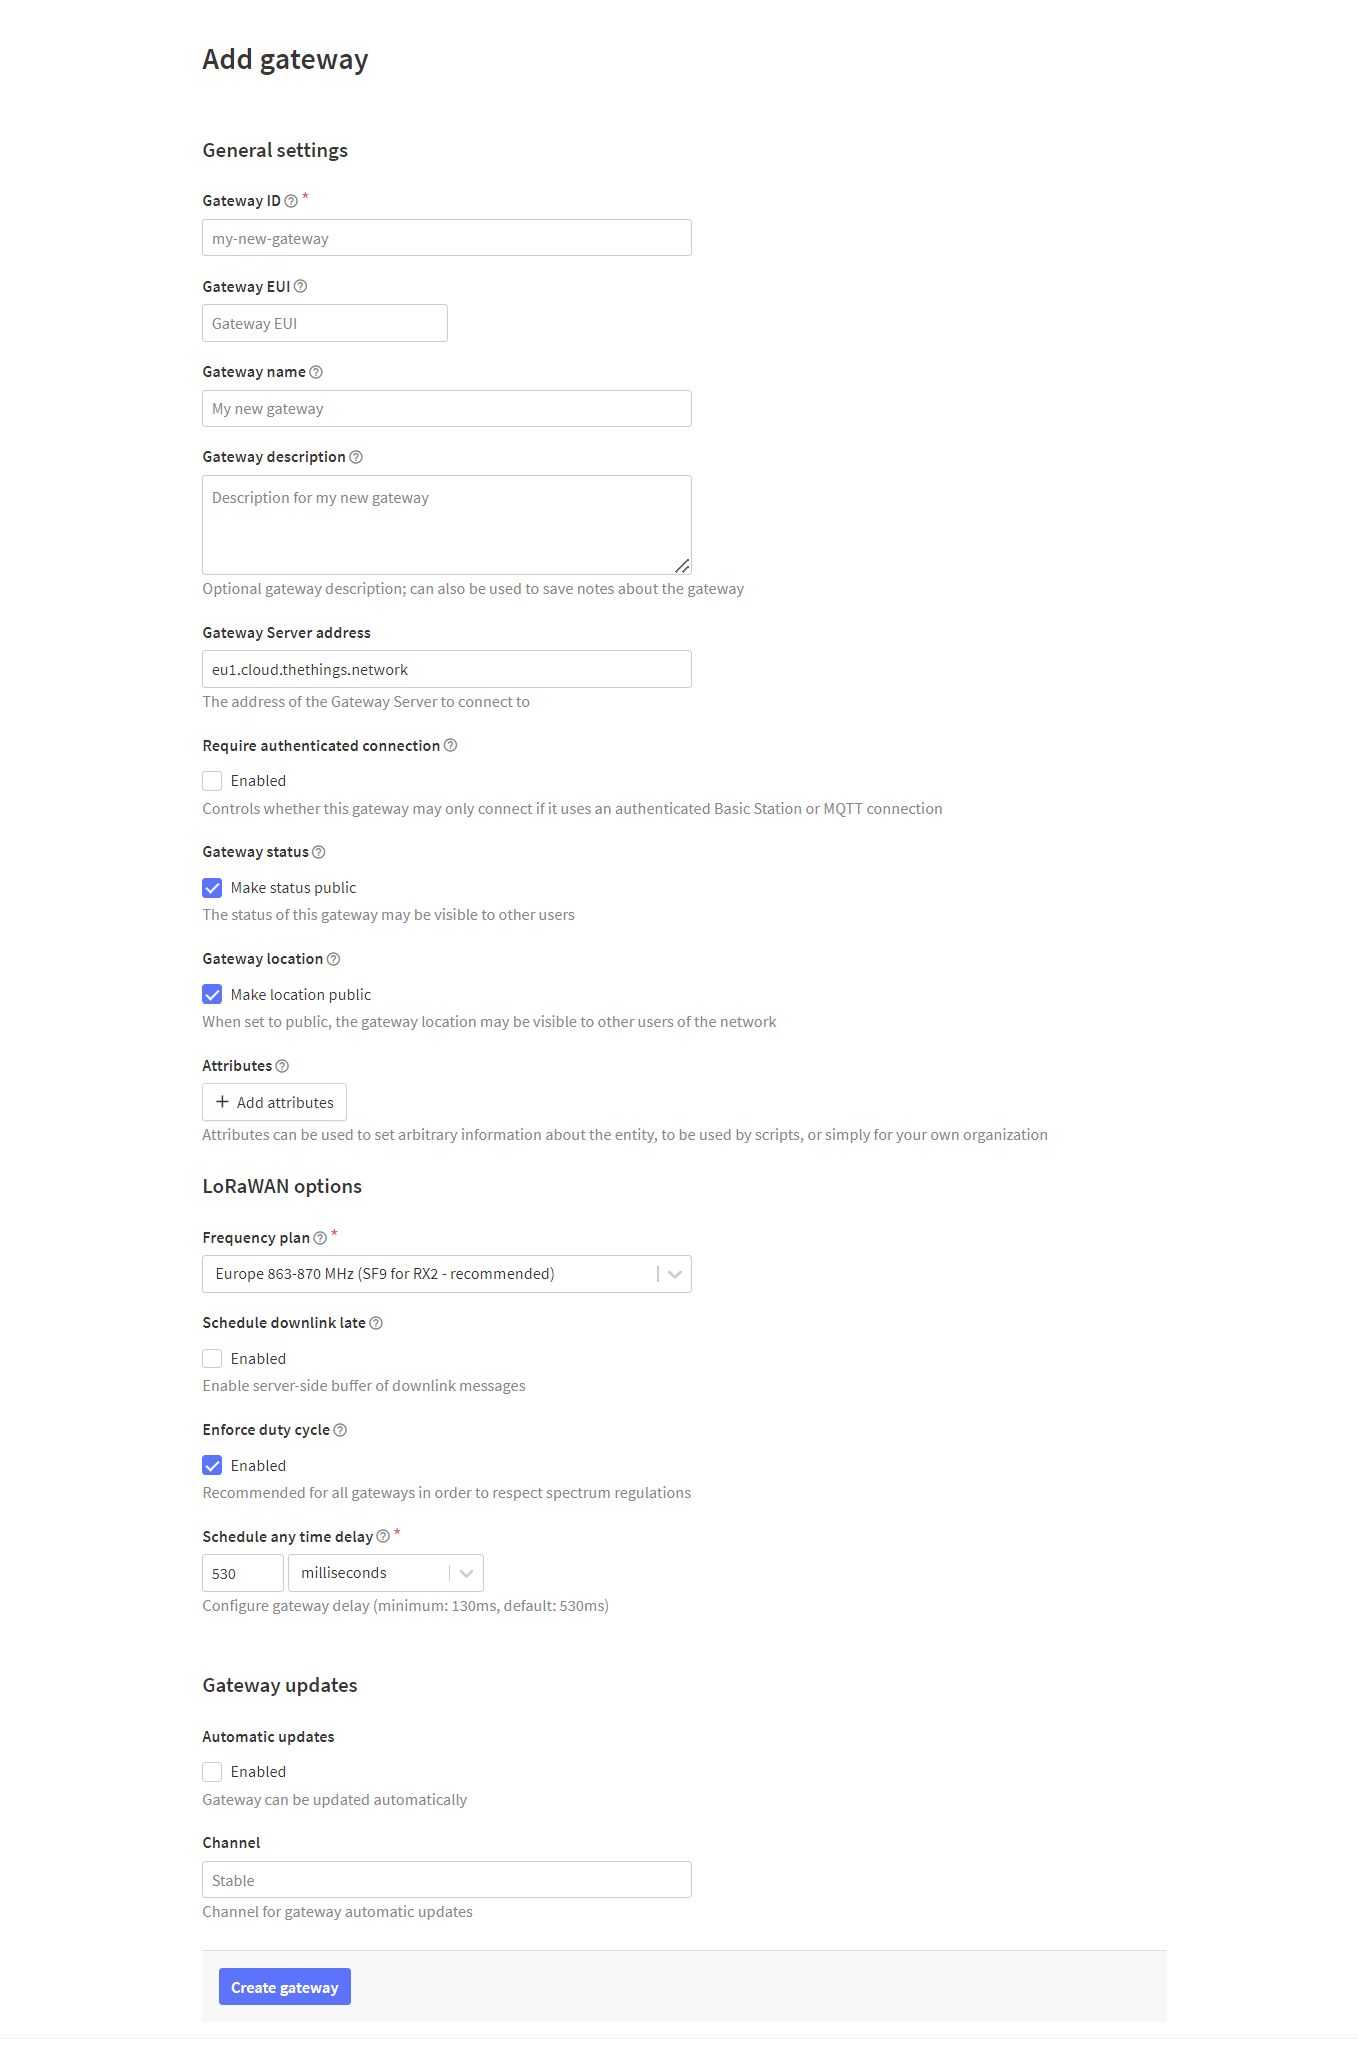 Add gateway
General settings
Gateway ID *
my-new-gateway
Gateway EUI
Gateway EUI
Gateway name
My new gateway
Gateway description
Description for my new gateway
Optional gateway description; can also be used to save notes about the gateway
Gateway Server address
eu1.cloud.thethings.network
The address of the Gateway Server to connect to
Require authenticated connection
Enabled
Controls whether this gateway may only connect if it uses an authenticated Basic Station or MQTT connection
Gateway status
Make status public
The status of this gateway may be visible to other users
Gateway location
Make location public
When set to public, the gateway location may be visible to other users of the network
Attributes
+ Add attributes
Attributes can be used to set arbitrary information about the entity, to be used by scripts, or simply for your own organization
LoRaWAN options
Frequency plan *
Europe 863-870 MHz (SF9 for RX2 - recommended)
Schedule downlink late
Enabled
Enable server-side buffer of downlink messages
Enforce duty cycle
Enabled
Recommended for all gateways in order to respect spectrum regulations
Schedule any time delay *
530 milliseconds
Configure gateway delay (minimum: 130ms, default: 530ms)
Gateway updates
Automatic updates
Enabled
Gateway can be updated automatically
Channel
Stable
Channel for gateway automatic updates
Create gateway